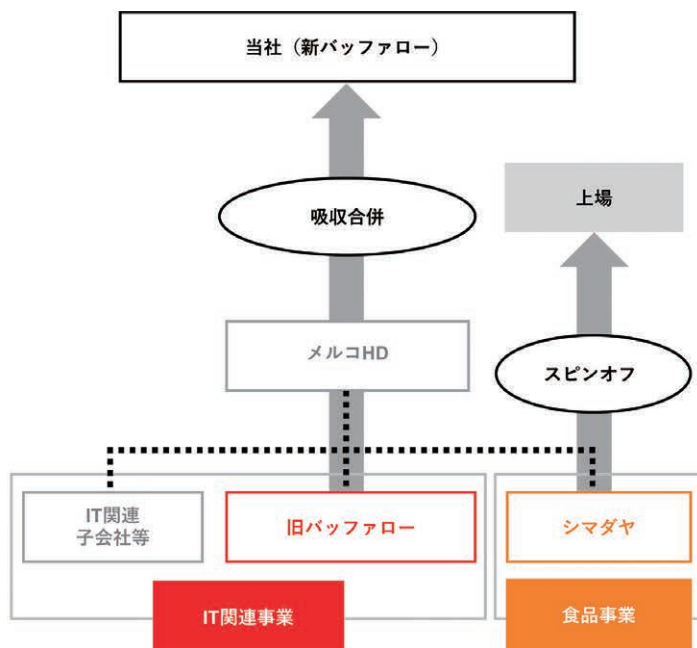 当社（新バッファロー）
吸収合併
上場
メルコHD
スピンオフ
IT関連
子会社等
旧バッファロー
シマダヤ
IT関連事業
食品事業